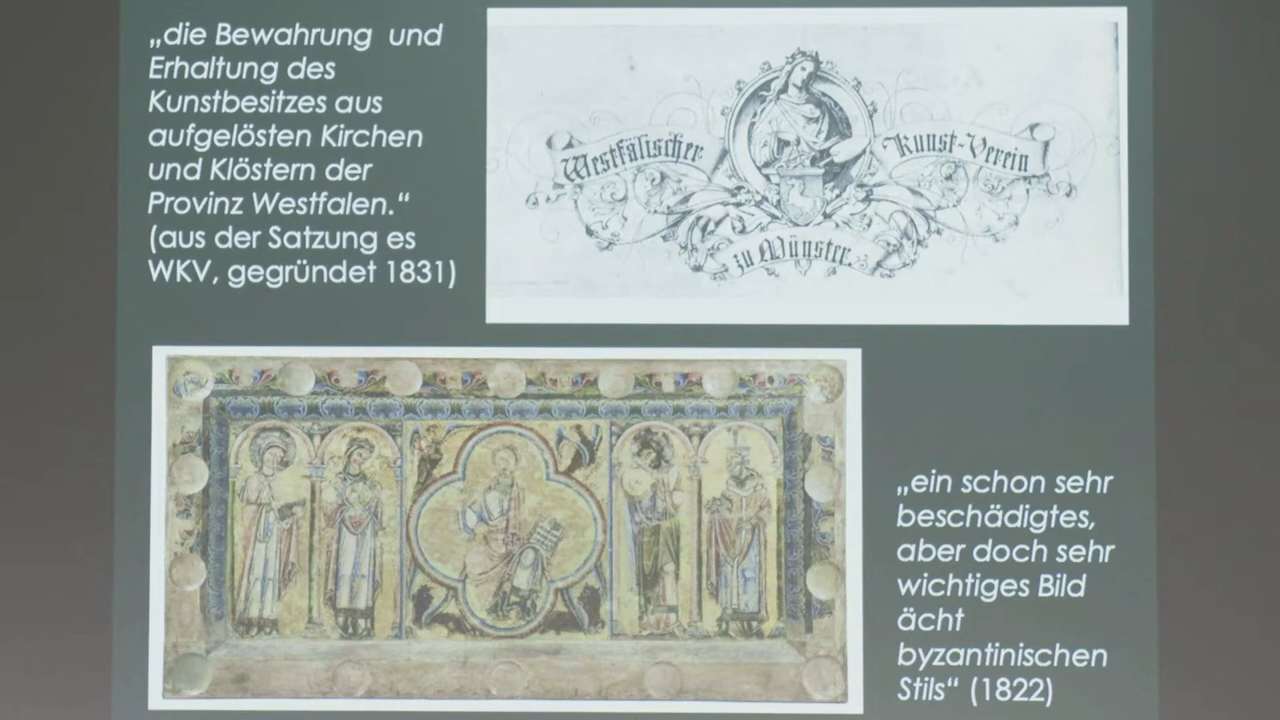 „die Bewahrung und
Erhaltung des
Kunstbesitzes aus
aufgelösten Kirchen
und Klöstern der
Provinz Westfalen."
(aus der Satzung es
WKV, gegründet 1831)
Westfälischer Kunst-Verein
zu Münster.
„ein schon sehr
beschädigtes,
aber doch sehr
wichtiges Bild
ächt
byzantinischen
Stils" (1822)